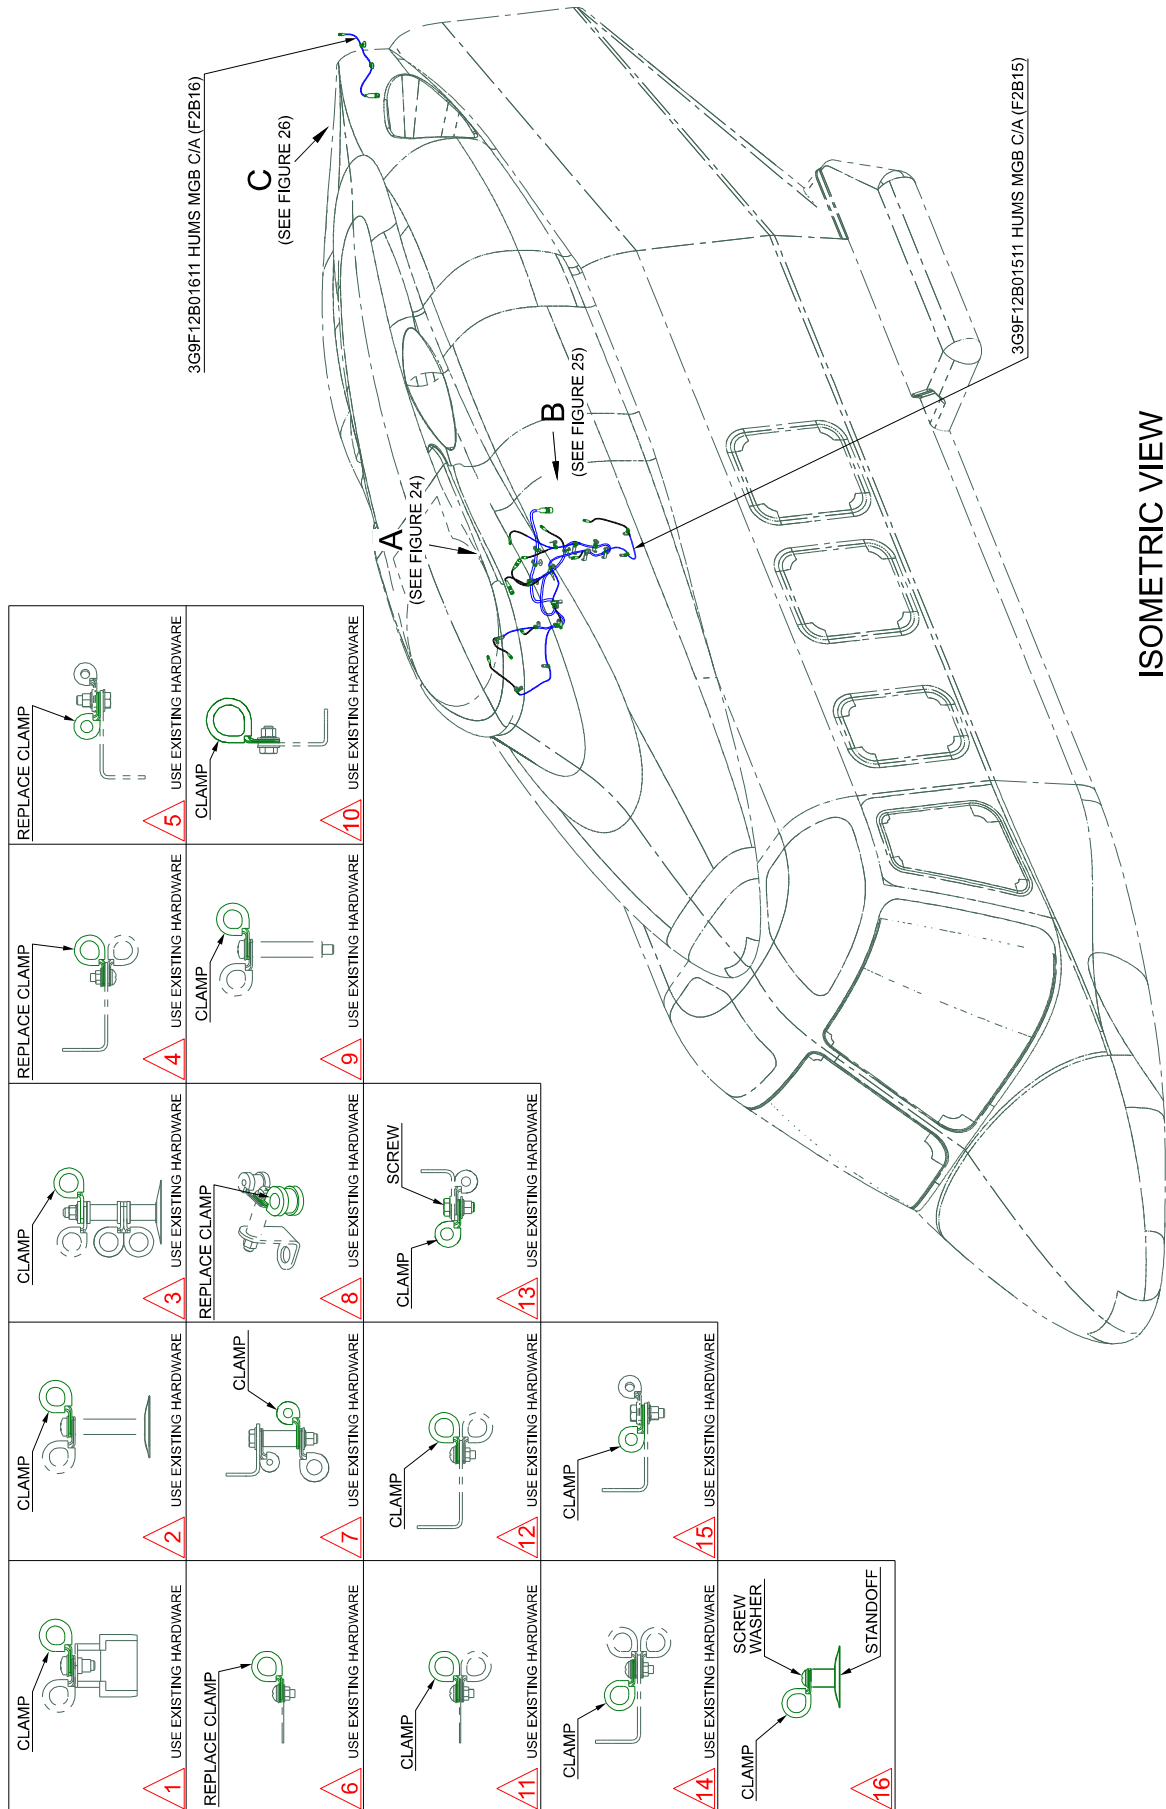 CLAMP
1
USE EXISTING HARDWARE
CLAMP
2
USE EXISTING HARDWARE
CLAMP
3
USE EXISTING HARDWARE
REPLACE CLAMP
4
USE EXISTING HARDWARE
REPLACE CLAMP
5
USE EXISTING HARDWARE
REPLACE CLAMP
6
USE EXISTING HARDWARE
CLAMP
7
USE EXISTING HARDWARE
REPLACE CLAMP
8
USE EXISTING HARDWARE
CLAMP
9
USE EXISTING HARDWARE
CLAMP
10
USE EXISTING HARDWARE
CLAMP
11
USE EXISTING HARDWARE
CLAMP
12
USE EXISTING HARDWARE
CLAMP
SCREW
13
USE EXISTING HARDWARE
CLAMP
14
USE EXISTING HARDWARE
CLAMP
15
USE EXISTING HARDWARE
CLAMP
SCREW
WASHER
STANDOFF
16
3G9F12B01611 HUMS MGB C/A (F2B16)
C
(SEE FIGURE 26)
A
(SEE FIGURE 24)
B
(SEE FIGURE 25)
3G9F12B01511 HUMS MGB C/A (F2B15)
ISOMETRIC VIEW